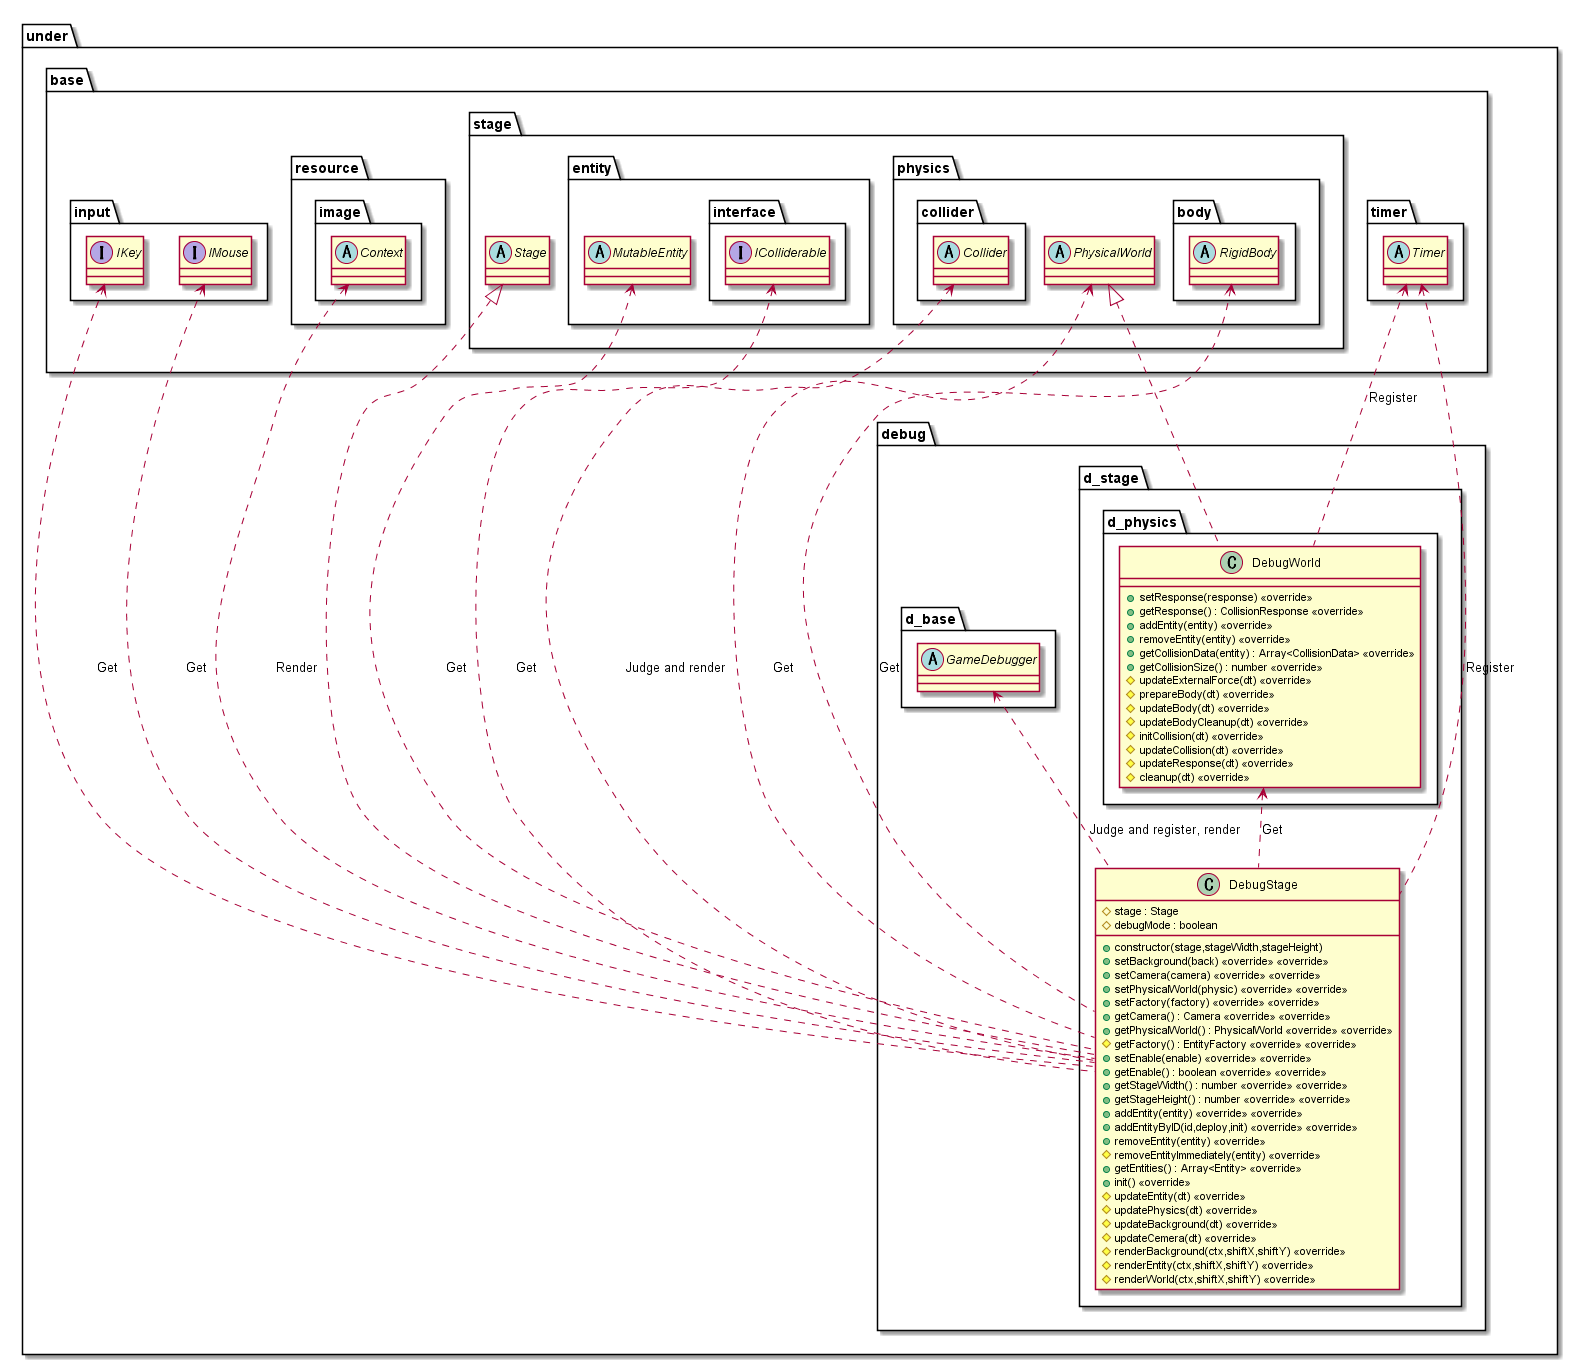 under
base
stage
resource
entity
physics
input
image
interface
collider
body
timer
I IKey
I IMouse
A Context
A Stage
A MutableEntity
I IColliderable
A Collider
A PhysicalWorld
A RigidBody
A Timer
Register
debug
d_stage
d_physics
C DebugWorld
setResponse(response) «override»
getResponse() : CollisionResponse «override»
addEntity(entity) «override»
removeEntity(entity) «override»
getCollisionData(entity) : Array<CollisionData> «override»
getCollisionSize() : number «override»
updateExternalForce(dt) «override»
prepareBody(dt) «override»
updateBody(dt) «override»
updateBodyCleanup(dt) «override»
initCollision(dt) «override»
updateCollision(dt) «override»
updateResponse(dt) «override»
cleanup(dt) «override»
d_base
A GameDebugger
Get
Get
Render
Get
Get
Judge and render
Get
Get
Register
Judge and register, render
Get
C DebugStage
stage : Stage
debugMode : boolean
constructor(stage,stageWidth,stageHeight)
setBackground(back) «override» «override»
setCamera(camera) «override» «override»
setPhysicalWorld(physic) «override» «override»
setFactory(factory) «override» «override»
getCamera() : Camera «override» «override»
getPhysicalWorld() : PhysicalWorld «override» «override»
getFactory() : EntityFactory «override» «override»
setEnable(enable) «override» «override»
getEnable() : boolean «override» «override»
getStageWidth() : number «override» «override»
getStageHeight() : number «override» «override»
addEntity(entity) «override» «override»
addEntityByID(id,deploy,init) «override» «override»
removeEntity(entity) «override»
removeEntityImmediately(entity) «override»
getEntities() : Array<Entity> «override»
init() «override»
updateEntity(dt) «override»
updatePhysics(dt) «override»
updateBackground(dt) «override»
updateCemera(dt) «override»
renderBackground(ctx,shiftX,shiftY) «override»
renderEntity(ctx,shiftX,shiftY) «override»
renderWorld(ctx,shiftX,shiftY) «override»